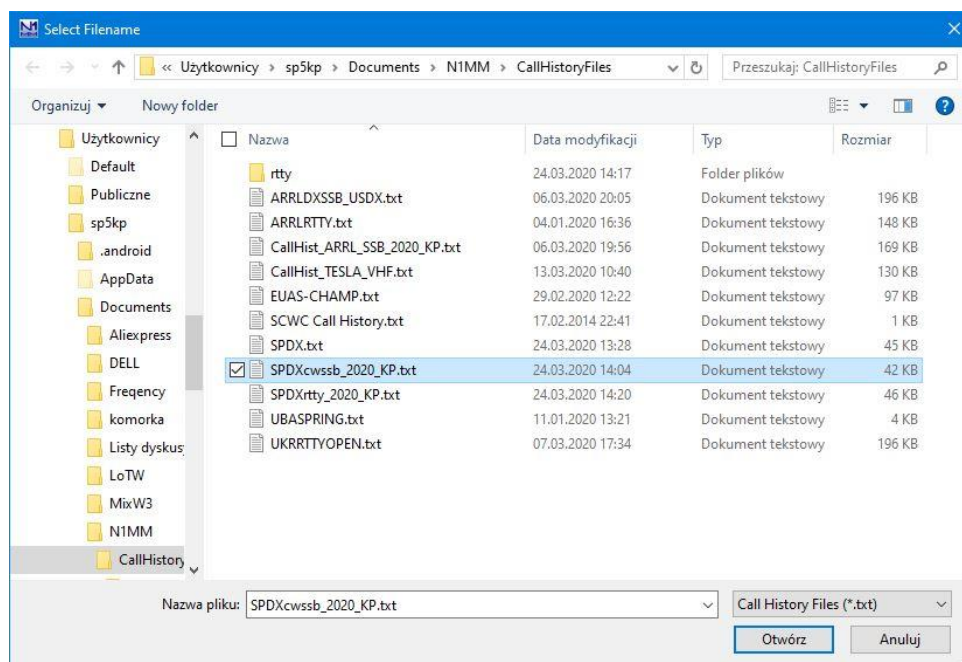 N1 Select Filename
« Użytkownicy > sp5kp > Documents > N1MM > CallHistoryFiles
Przeszukaj: CallHistoryFiles
Organizuj Nowy folder
Nazwa Data modyfikacji Typ Rozmiar
Użytkownicy
Default
Publiczne
sp5kp
.android
AppData
Documents
Aliexpress
DELL
Freqency
komorka
Listy dyskus
LoTW
MixW3
N1MM
CallHistory
rtty 24.03.2020 14:17 Folder plików
ARRLDXSSB_USDX.txt 06.03.2020 20:05 Dokument tekstowy 196 KB
ARRLRTTY.txt 04.01.2020 16:36 Dokument tekstowy 148 KB
CallHist_ARRL_SSB_2020_KP.txt 06.03.2020 19:56 Dokument tekstowy 169 KB
CallHist_TESLA_VHF.txt 13.03.2020 10:40 Dokument tekstowy 130 KB
EUAS-CHAMP.txt 29.02.2020 12:22 Dokument tekstowy 97 KB
SCWC Call History.txt 17.02.2014 22:41 Dokument tekstowy 1 KB
SPDX.txt 24.03.2020 13:28 Dokument tekstowy 45 KB
SPDXcwssb_2020_KP.txt 24.03.2020 14:04 Dokument tekstowy 42 KB
SPDXrtty_2020_KP.txt 24.03.2020 14:20 Dokument tekstowy 46 KB
UBASPRING.txt 11.01.2020 13:21 Dokument tekstowy 4 KB
UKRRTTYOPEN.txt 07.03.2020 17:34 Dokument tekstowy 196 KB
Nazwa pliku: SPDXcwssb_2020_KP.txt Call History Files (*.txt)
Otwórz Anuluj